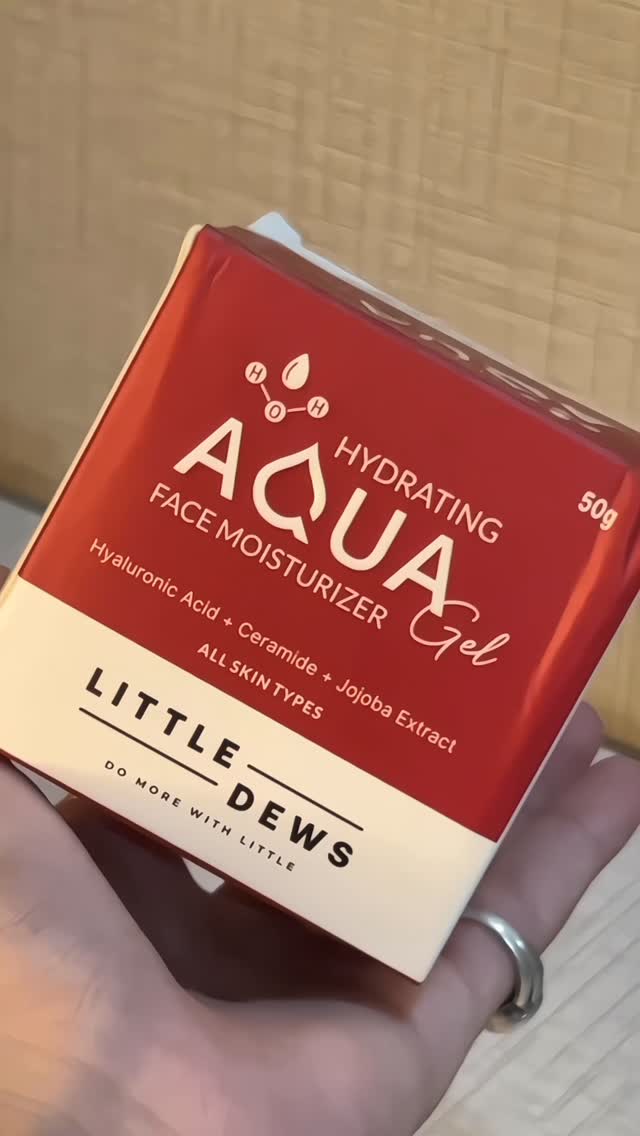 H O H
HYDRATING
AQUA
FACE MOISTURIZER Gel
50g
Hyaluronic Acid + Ceramide + Jojoba Extract
ALL SKIN TYPES
LITTLE
DEWS
DO MORE WITH LITTLE